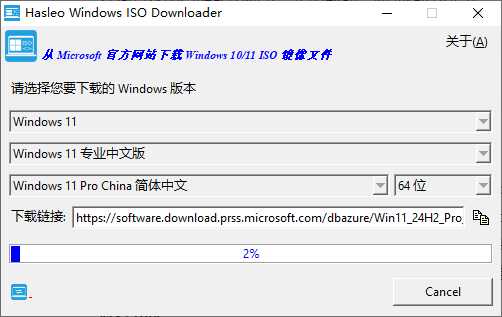 Hasleo Windows ISO Downloader
从 Microsoft 官方网站下载 Windows 10/11 ISO 镜像文件
关于(A)
请选择您要下载的 Windows 版本
Windows 11
Windows 11 专业中文版
Windows 11 Pro China 简体中文
64 位
下载链接:
https://software.download.prss.microsoft.com/dbazure/Win11_24H2_Pro_
2%
Cancel